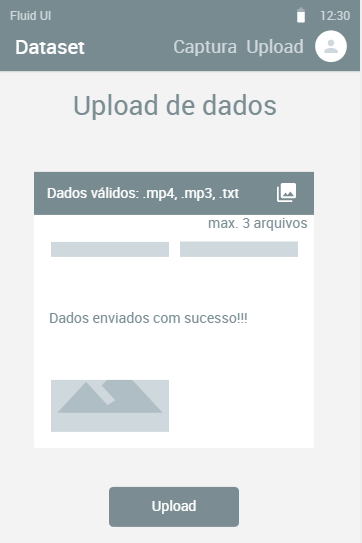 Fluid UI 12:30
Dataset Captura Upload
Upload de dados
Dados válidos: .mp4, .mp3, .txt
max. 3 arquivos
Dados enviados com sucesso!!!
Upload